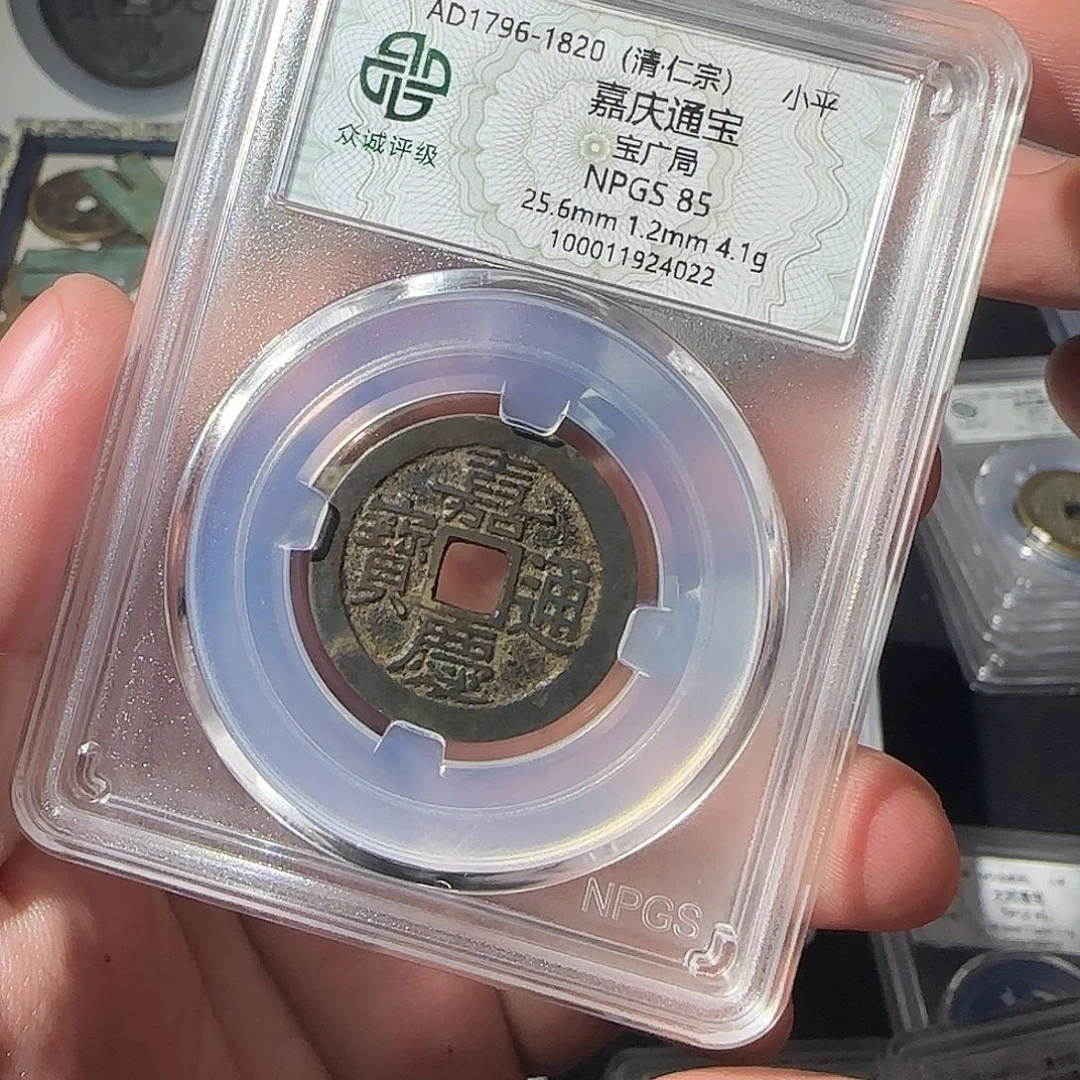 AD1796-1820（清·仁宗） 小平
嘉庆通宝
宝广局
NPGS 85
25.6mm 1.2mm 4.1g
100011924022
众诚评级
嘉慶通寶
NPGS